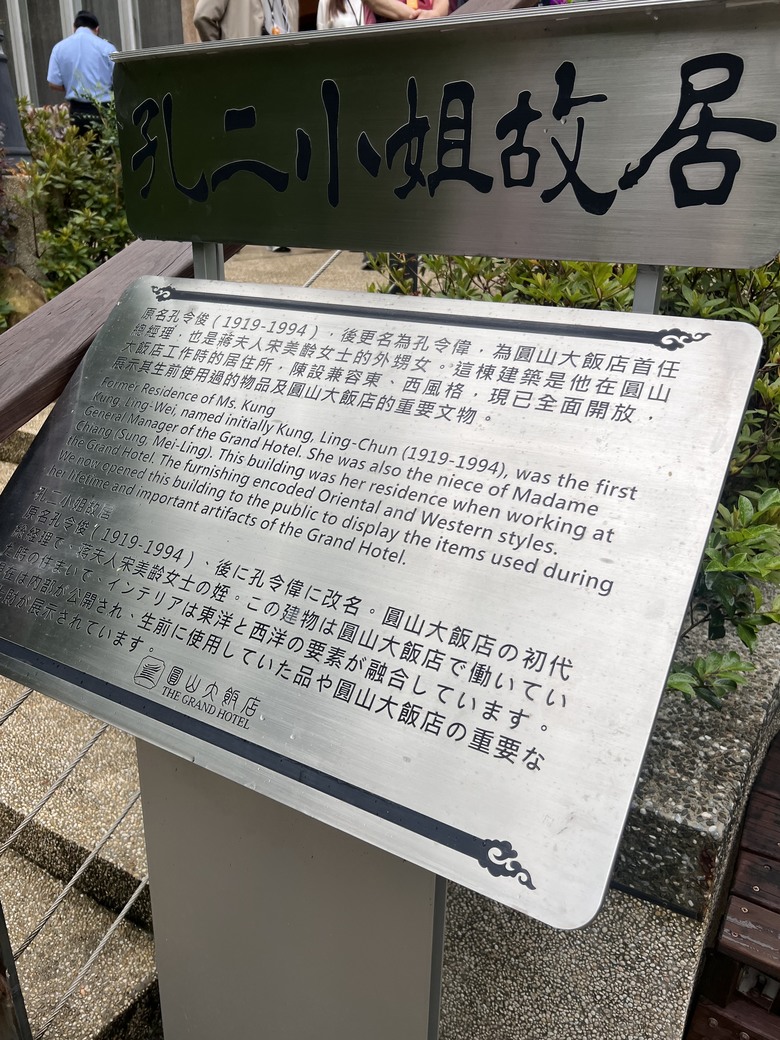 孔二小姐故居
原名孔令俊(1919-1994),後更名為孔令偉,為圓山大飯店首任
總經理,也是蔣夫人宋美齡女士的外甥女。這棟建築是他在圓山
大飯店工作時的居住所,陳設兼容東、西風格,現已全面開放,
展示其生前使用過的物品及圓山大飯店的重要文物。
Former Residence of Ms. Kung
Kung, Ling-Wei, named initially Kung, Ling-Chun (1919-1994), was the first
General Manager of the Grand Hotel. She was also the niece of Madame
Chiang (Sung, Mei-Ling). This building was her residence when working at
the Grand Hotel. The furnishing encoded Oriental and Western styles.
We now opened this building to the public to display the items used during
her lifetime and important artifacts of the Grand Hotel.
孔二小姐故居
原名孔令俊(1919-1994)、後に孔令偉に改名。圓山大飯店の初代
総経理で、蒋夫人宋美齢女士の姪。この建物は圓山大飯店で働いてい
た時の住まいで、インテリアは東洋と西洋の要素が融合しています。
は内部が公開され、生前に使用していた品や圓山大飯店の重要な
が展示されています。
圓山大飯店
THE GRAND HOTEL